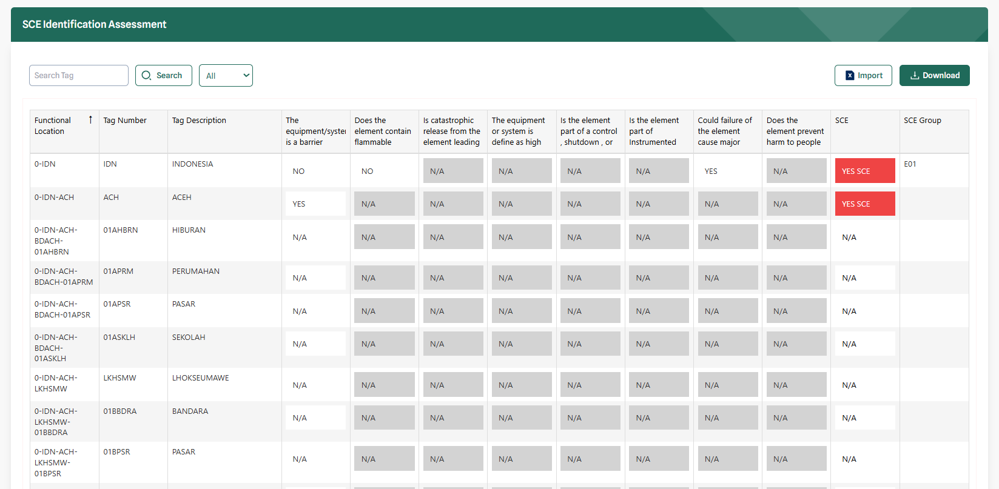 SCE Identification Assessment
Search Tag
Search
All
Import
Download
Functional
Location
Tag Number
Tag Description
The
equipment/syste
is a barrier
Does the
element contain
flammable
Is catastrophic
release from the
element leading
The equipment
or system is
define as high
Is the element
part of a control
, shutdown , or
Is the element
part of
Instrumented
Could failure of
the element
cause major
Does the
element prevent
harm to people
SCE
SCE Group
0-IDN
IDN
INDONESIA
NO
NO
N/A
N/A
N/A
N/A
YES
N/A
YES SCE
E01
0-IDN-ACH
ACH
ACEH
YES
N/A
N/A
N/A
N/A
N/A
N/A
N/A
YES SCE
0-IDN-ACH-
BDACH-
01AHBRN
01AHBRN
HIBURAN
N/A
N/A
N/A
N/A
N/A
N/A
N/A
N/A
N/A
0-IDN-ACH-
BDACH-01APRM
01APRM
PERUMAHAN
N/A
N/A
N/A
N/A
N/A
N/A
N/A
N/A
N/A
0-IDN-ACH-
BDACH-01APSR
01APSR
PASAR
N/A
N/A
N/A
N/A
N/A
N/A
N/A
N/A
N/A
0-IDN-ACH-
BDACH-
01ASKLH
01ASKLH
SEKOLAH
N/A
N/A
N/A
N/A
N/A
N/A
N/A
N/A
N/A
0-IDN-ACH-
LKHSMW
LKHSMW
LHOKSEUMAWE
N/A
N/A
N/A
N/A
N/A
N/A
N/A
N/A
N/A
0-IDN-ACH-
LKHSMW-
01BBDRA
01BBDRA
BANDARA
N/A
N/A
N/A
N/A
N/A
N/A
N/A
N/A
N/A
0-IDN-ACH-
LKHSMW-
01BPSR
01BPSR
PASAR
N/A
N/A
N/A
N/A
N/A
N/A
N/A
N/A
N/A